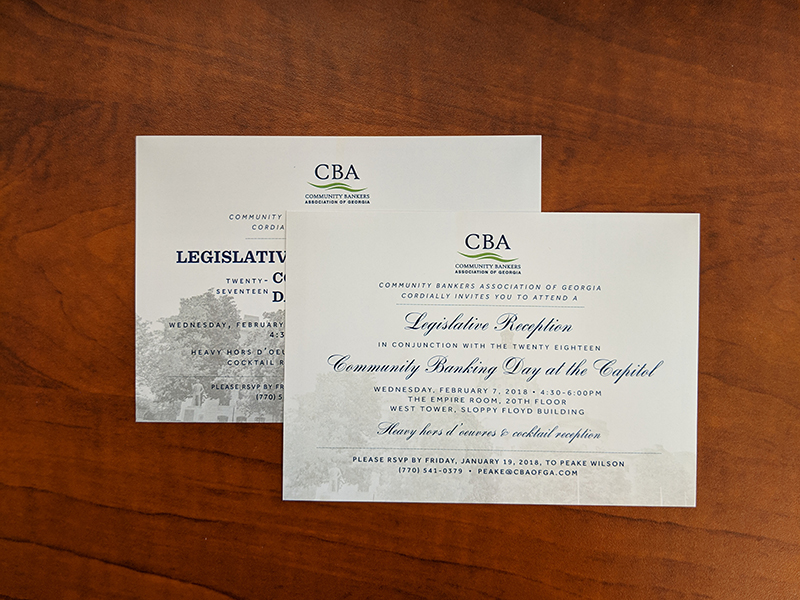 CBA
COMMUNITY BANKERS
ASSOCIATION OF GEORGIA
COMMUNITY
CORDIA
LEGISLATIVE
TWENTY-
SEVENTEEN
WEDNESDAY, FEBRUARY
4:3
HEAVY HORS D'OEU
COCKTAIL R
PLEASE RSVP BY FRI
(770) 5
CBA
COMMUNITY BANKERS
ASSOCIATION OF GEORGIA
COMMUNITY BANKERS ASSOCIATION OF GEORGIA
CORDIALLY INVITES YOU TO ATTEND A
Legislative Reception
IN CONJUNCTION WITH THE TWENTY EIGHTEEN
Community Banking Day at the Capitol
WEDNESDAY, FEBRUARY 7, 2018 • 4:30-6:00PM
THE EMPIRE ROOM, 20TH FLOOR
WEST TOWER, SLOPPY FLOYD BUILDING
Heavy hors d'oeuvres & cocktail reception
PLEASE RSVP BY FRIDAY, JANUARY 19, 2018, TO PEAKE WILSON
(770) 541-0379 • PEAKE@CBAOFGA.COM